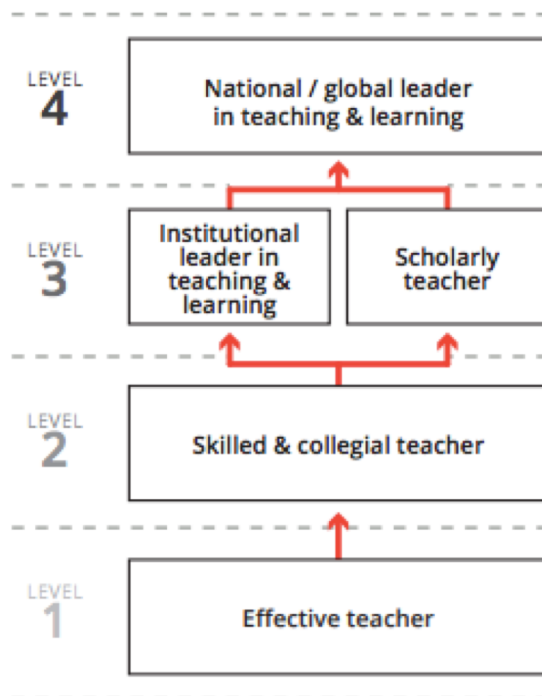 LEVEL
4
National / global leader
in teaching & learning
LEVEL
3
Institutional
leader in
teaching &
learning
Scholarly
teacher
LEVEL
2
Skilled & collegial teacher
LEVEL
1
Effective teacher